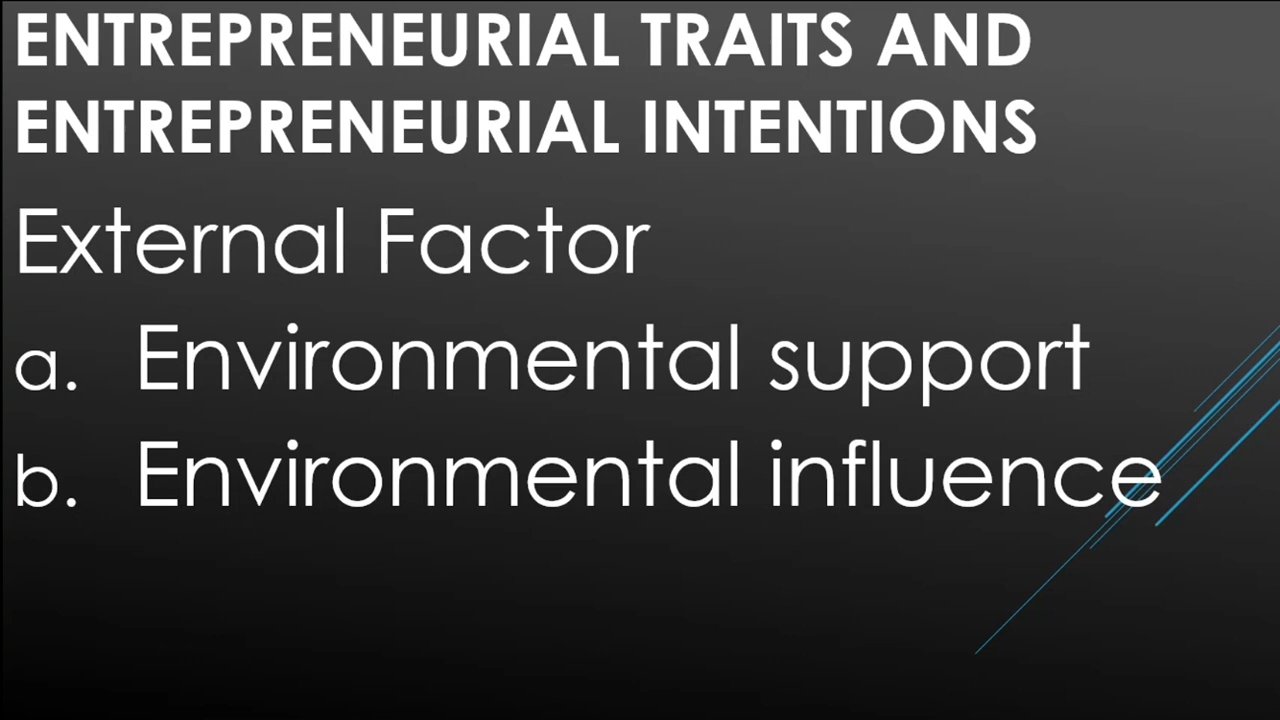 ENTREPRENEURIAL TRAITS AND
ENTREPRENEURIAL INTENTIONS
External Factor
a. Environmental support
b. Environmental influence